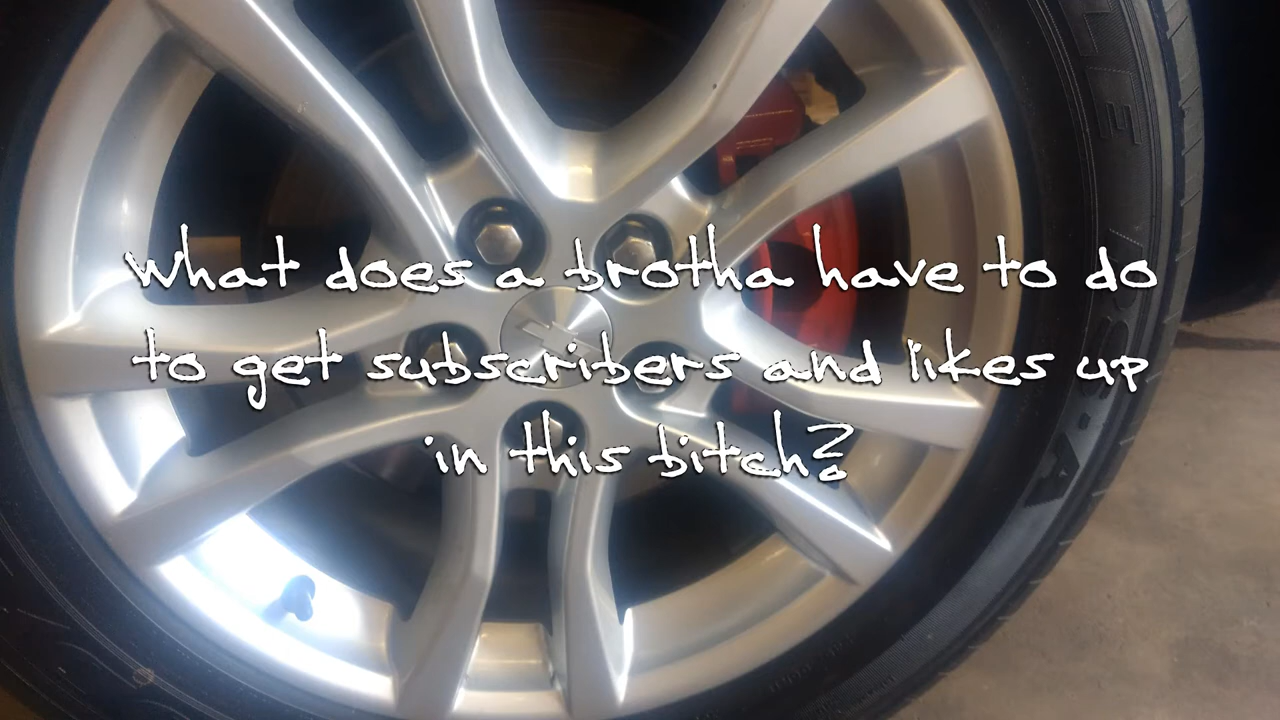 what does a brotha have to do
to get subscribers and likes up
in this bitch?